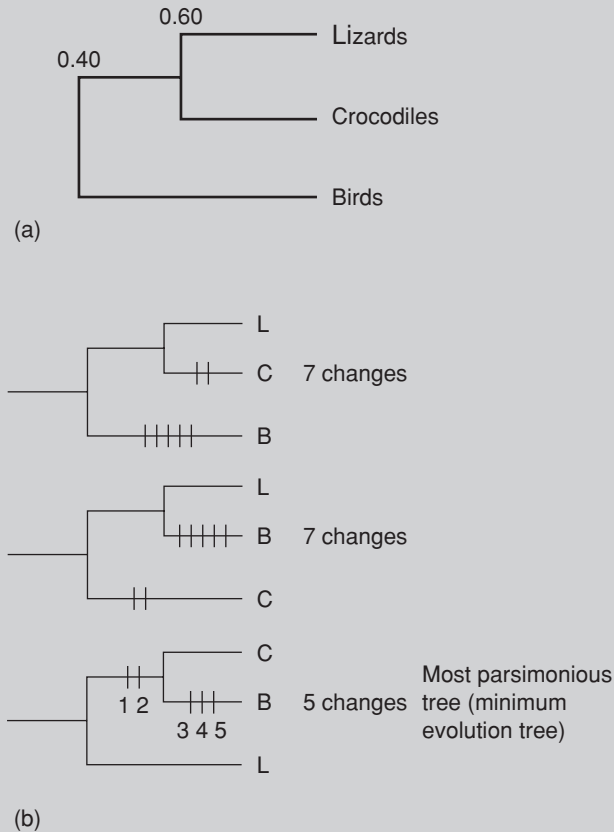 0.60
Lizards
0.40
Crocodiles
Birds
(a)
L
C 7 changes
B
L
B 7 changes
C
C
1 2
B 5 changes
3 4 5
Most parsimonious
tree (minimum
evolution tree)
L
(b)